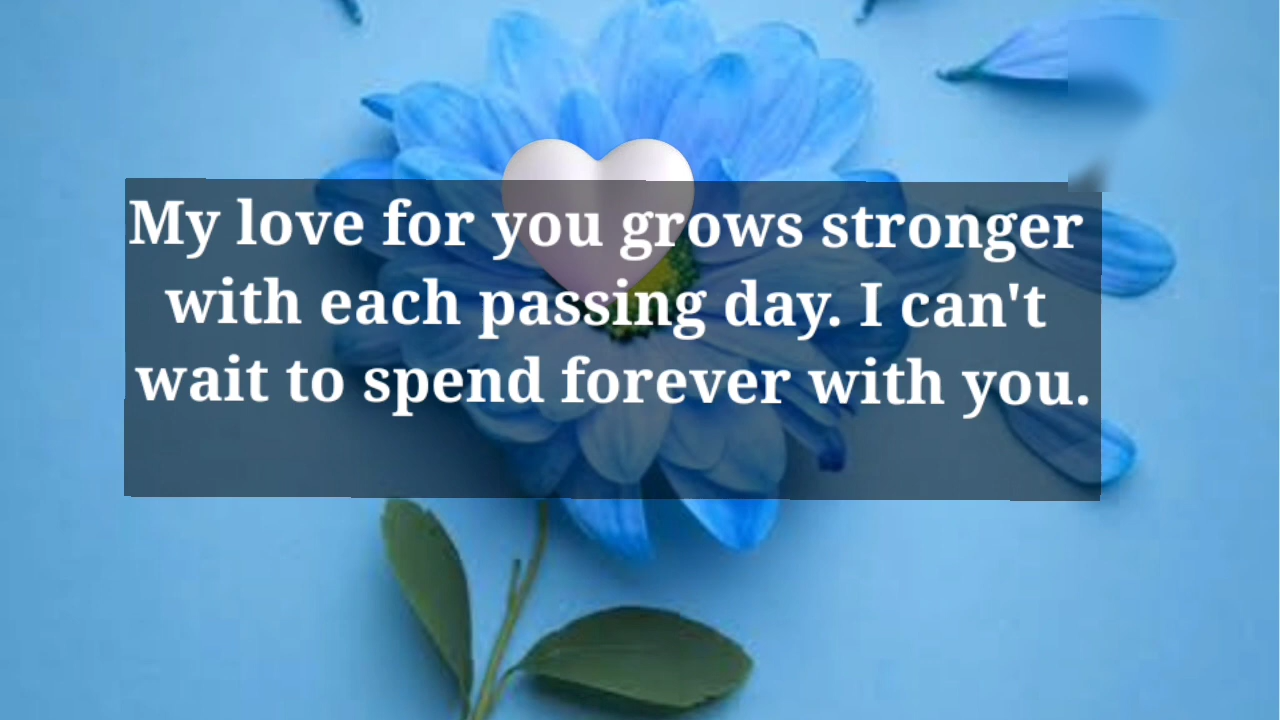 My love for you grows stronger
with each passing day. I can't
wait to spend forever with you.